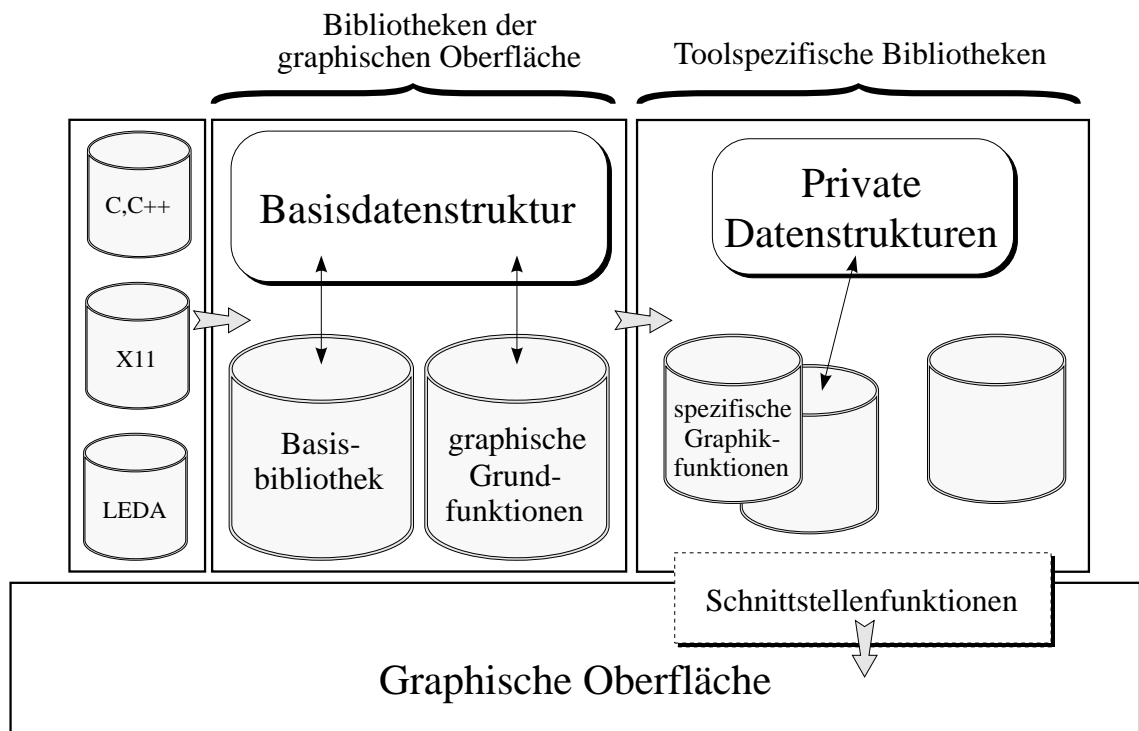 Bibliotheken der
graphischen Oberfläche
Toolspezifische Bibliotheken
C,C++
X11
LEDA
Basisdatenstruktur
Basis-
bibliothek
graphische
Grund-
funktionen
Private
Datenstrukturen
spezifische
Graphik-
funktionen
Schnittstellenfunktionen
Graphische Oberfläche